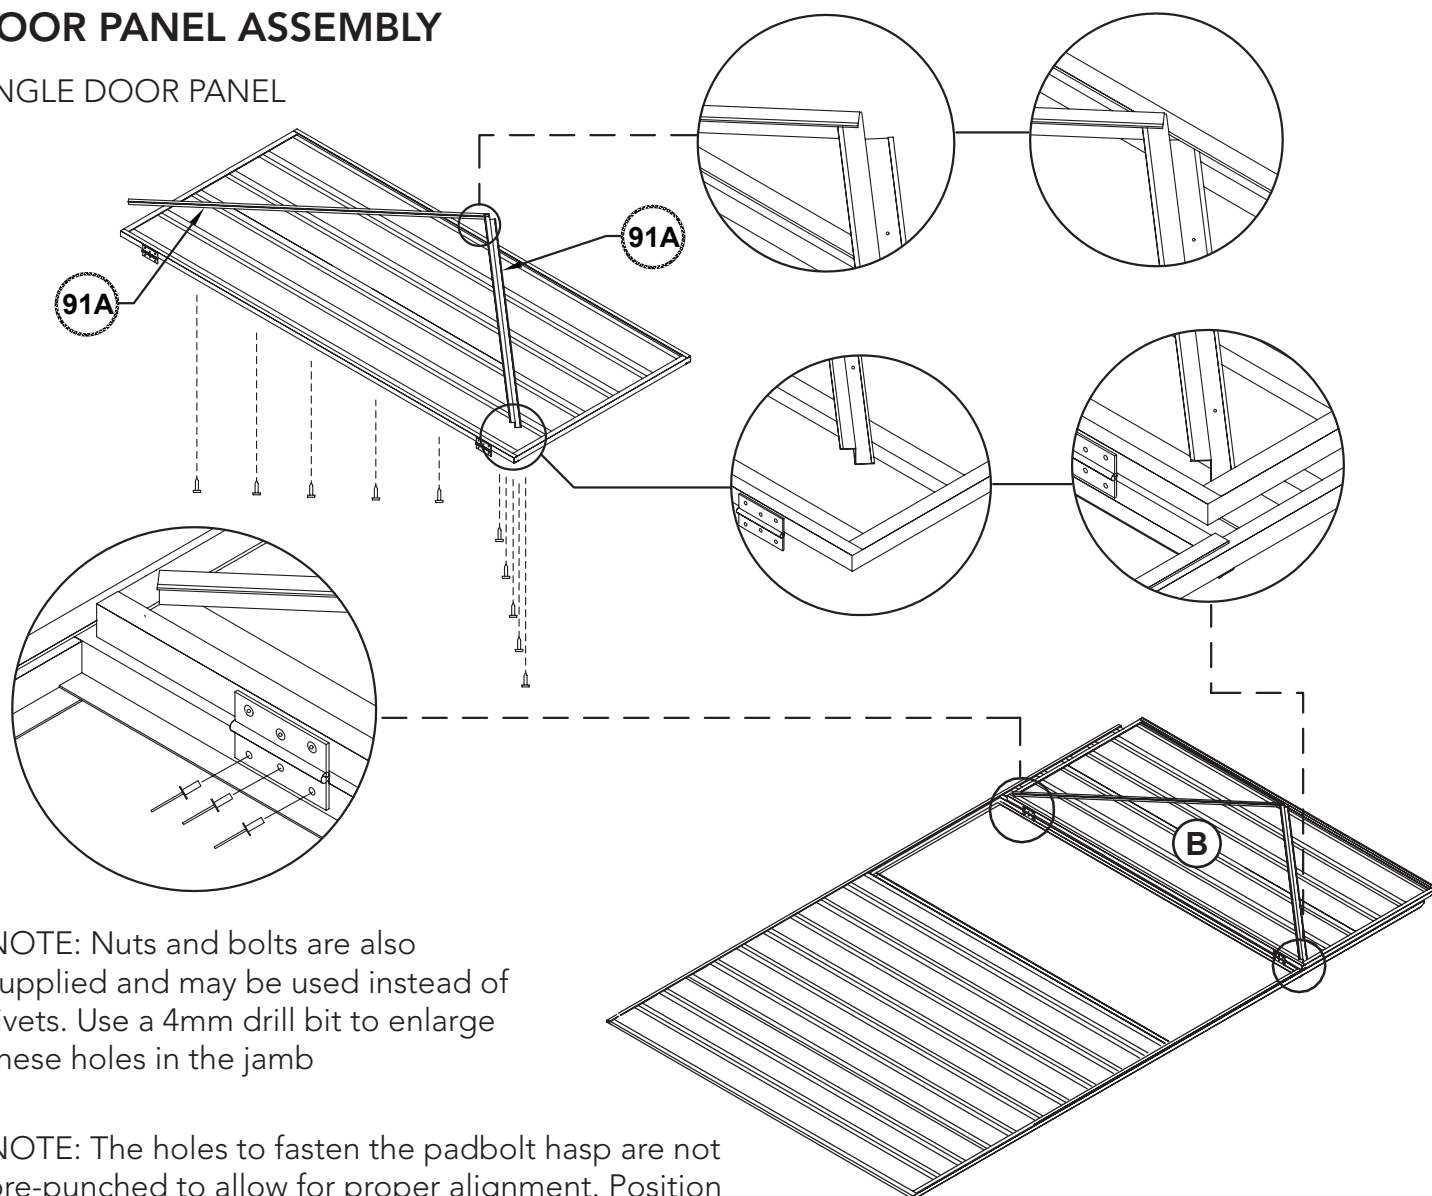 OOR PANEL ASSEMBLY
NGLE DOOR PANEL
91A
91A
B
NOTE: Nuts and bolts are also
upplied and may be used instead of
ivets. Use a 4mm drill bit to enlarge
hese holes in the jamb
NOTE: The holes to fasten the padbolt hasp are not
pre-punched to allow for proper alignment. Position